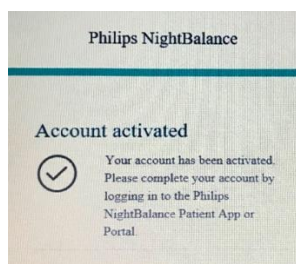 Philips NightBalance
Account activated
Your account has been activated.
Please complete your account by
logging in to the Philips
NightBalance Patient App or
Portal.